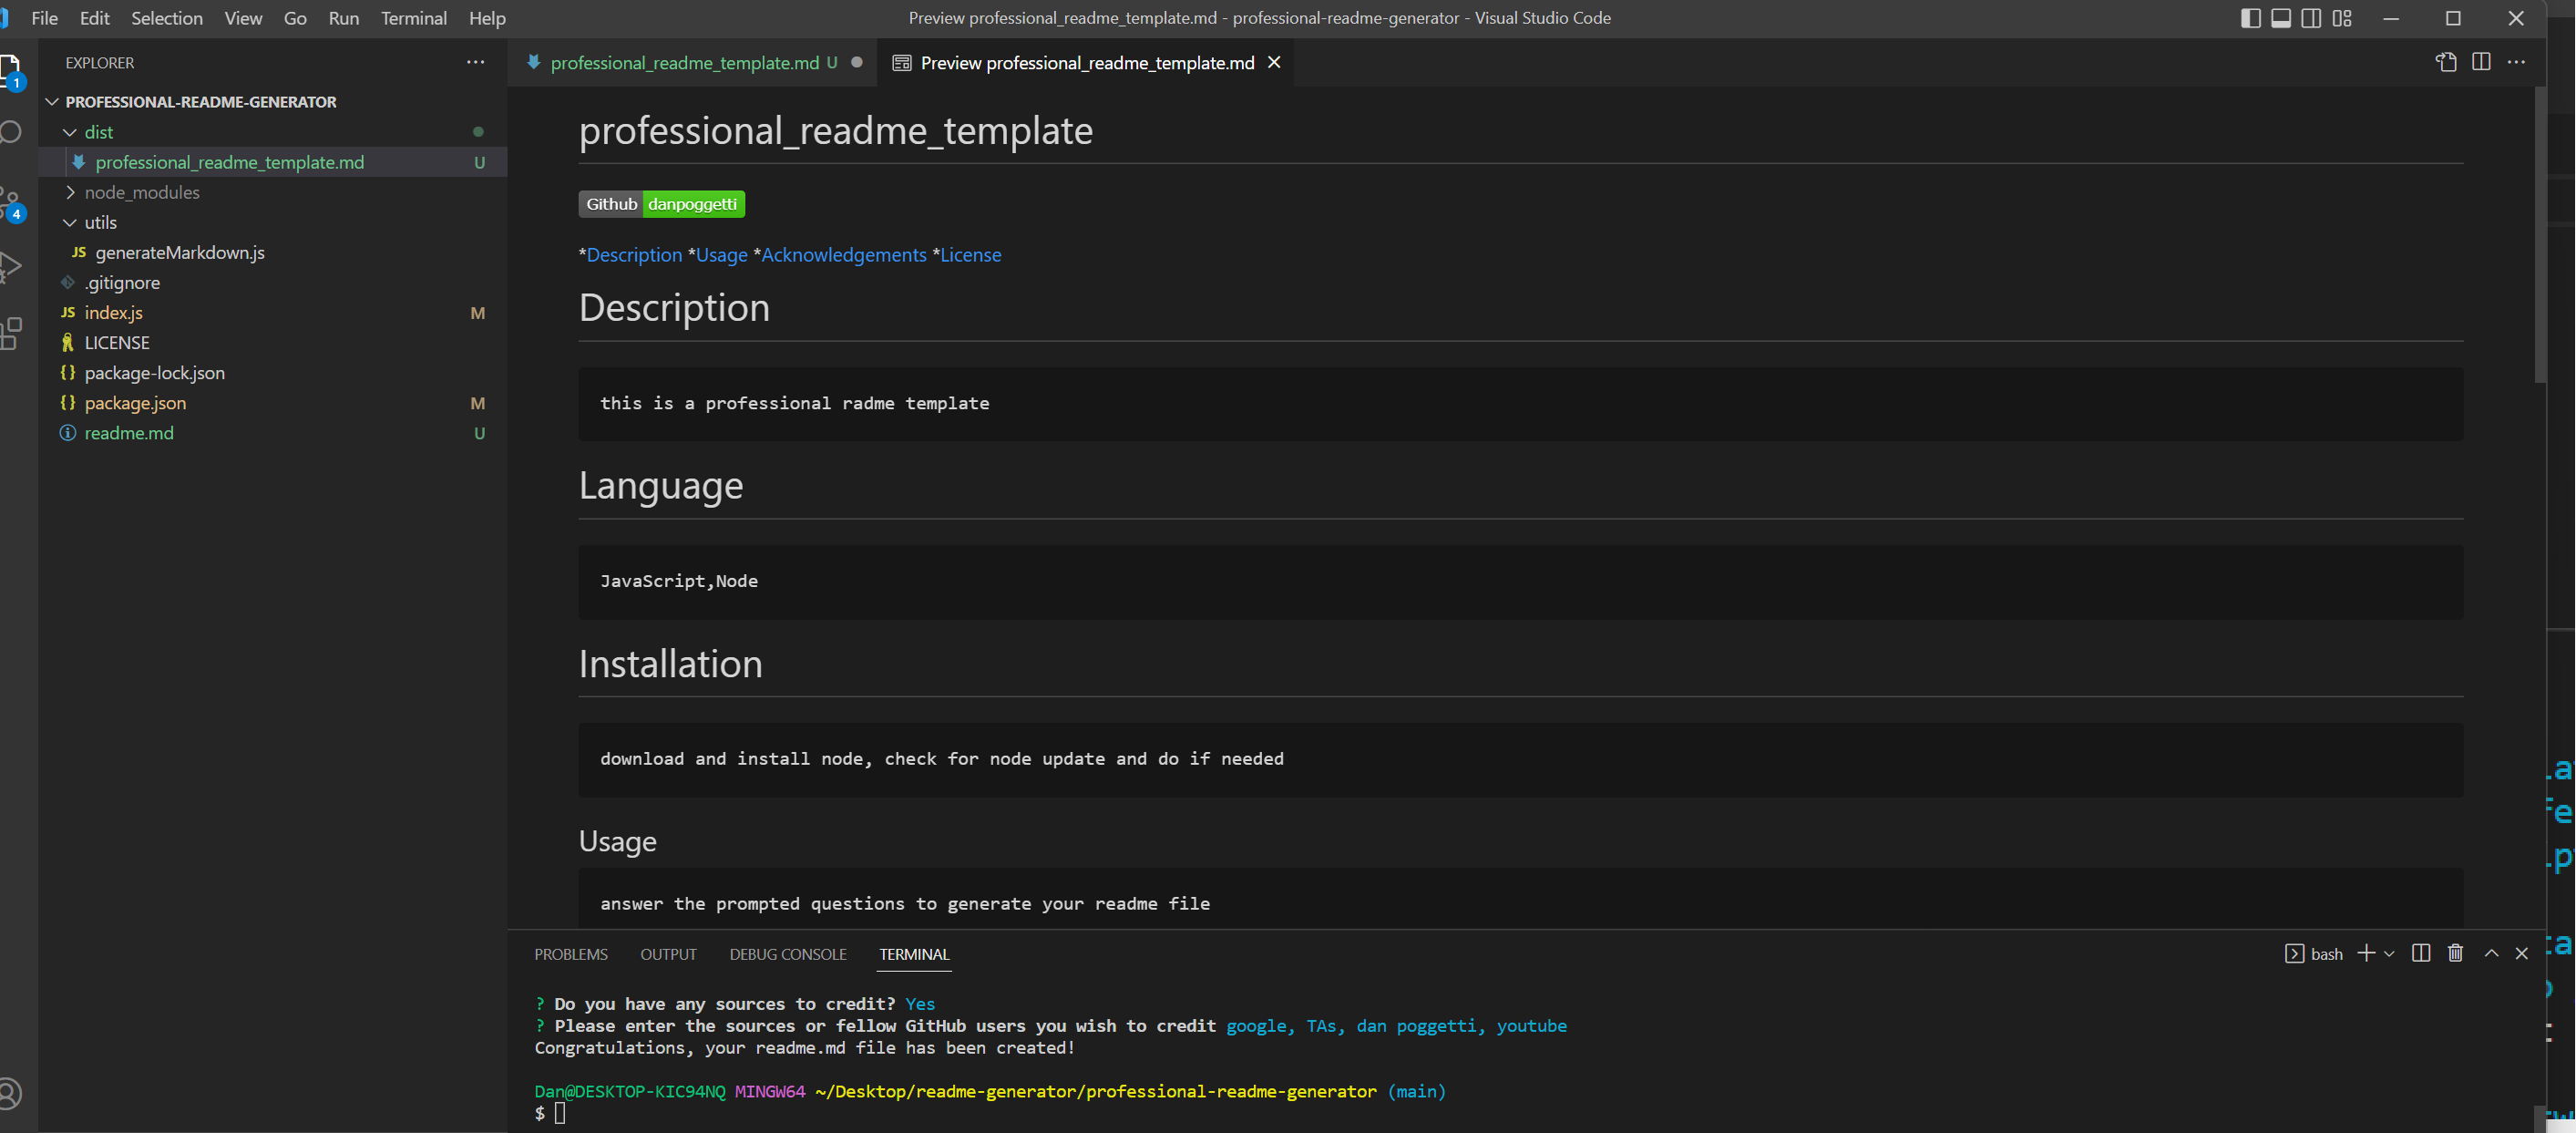 File Edit Selection View Go Run Terminal Help
Preview professional_readme_template.md - professional-readme-generator - Visual Studio Code
EXPLORER
1
4
PROFESSIONAL-README-GENERATOR
dist
professional_readme_template.md U
node_modules
utils
JS generateMarkdown.js
.gitignore
JS index.js M
LICENSE
{} package-lock.json
{} package.json M
readme.md U
professional_readme_template.md U
Preview professional_readme_template.md
professional_readme_template
Github danpoggetti
*Description *Usage *Acknowledgements *License
Description
this is a professional radme template
Language
JavaScript,Node
Installation
download and install node, check for node update and do if needed
Usage
answer the prompted questions to generate your readme file
PROBLEMS OUTPUT DEBUG CONSOLE TERMINAL
bash
? Do you have any sources to credit? Yes
? Please enter the sources or fellow GitHub users you wish to credit google, TAs, dan poggetti, youtube
Congratulations, your readme.md file has been created!
Dan@DESKTOP-KIC94NQ MINGW64 ~/Desktop/readme-generator/professional-readme-generator (main)
$